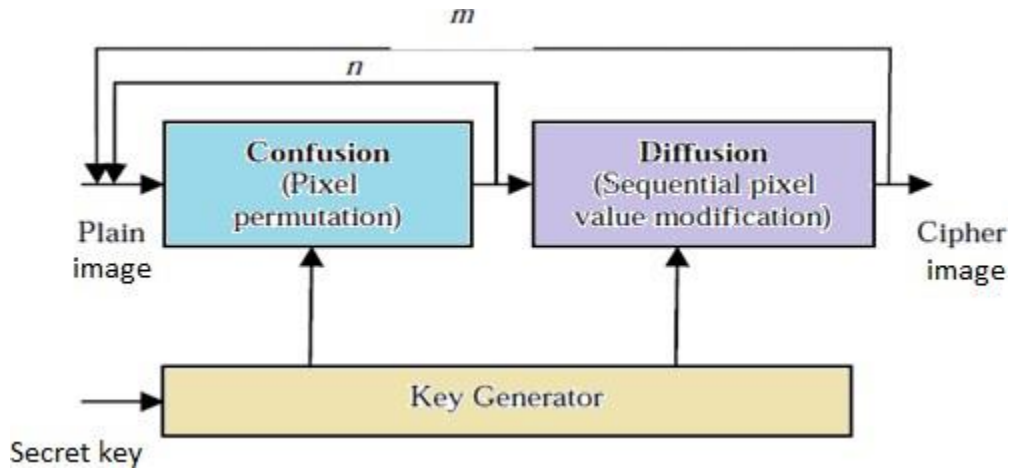 m
n
Confusion
(Pixel
permutation)
Diffusion
(Sequential pixel
value modification)
Plain
image
Cipher
image
Key Generator
Secret key